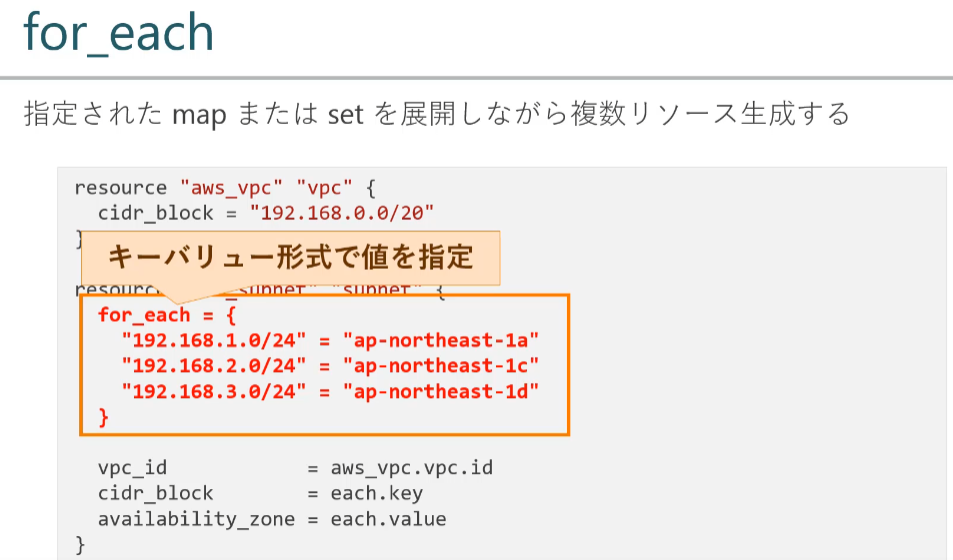 for_each
指定された map または set を展開しながら複数リソース生成する
resource "aws_vpc" "vpc" {
cidr_block = "192.168.0.0/20"
}
キーバリュー形式で値を指定
resource _subnet" "subnet" {
for_each = {
"192.168.1.0/24" = "ap-northeast-1a"
"192.168.2.0/24" = "ap-northeast-1c"
"192.168.3.0/24" = "ap-northeast-1d"
}
vpc_id = aws_vpc.vpc.id
cidr_block = each.key
availability_zone = each.value
}